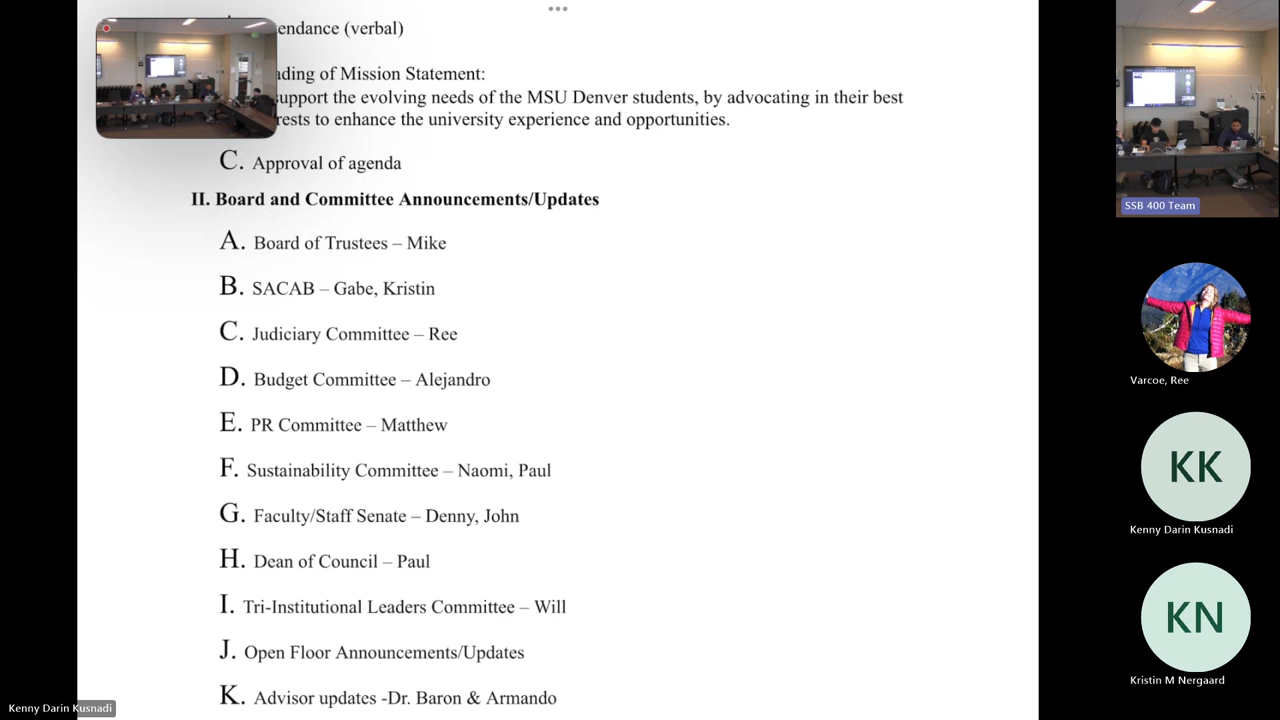 endance (verbal)
ading of Mission Statement:
support the evolving needs of the MSU Denver students, by advocating in their best
rests to enhance the university experience and opportunities.
C. Approval of agenda
II. Board and Committee Announcements/Updates
A. Board of Trustees – Mike
B. SACAB – Gabe, Kristin
C. Judiciary Committee – Ree
D. Budget Committee – Alejandro
E. PR Committee – Matthew
F. Sustainability Committee – Naomi, Paul
G. Faculty/Staff Senate – Denny, John
H. Dean of Council – Paul
I. Tri-Institutional Leaders Committee – Will
J. Open Floor Announcements/Updates
K. Advisor updates -Dr. Baron & Armando
Kenny Darin Kusnadi
SSB 400 Team
Varcoe, Ree
KK
Kenny Darin Kusnadi
KN
Kristin M Nergaard